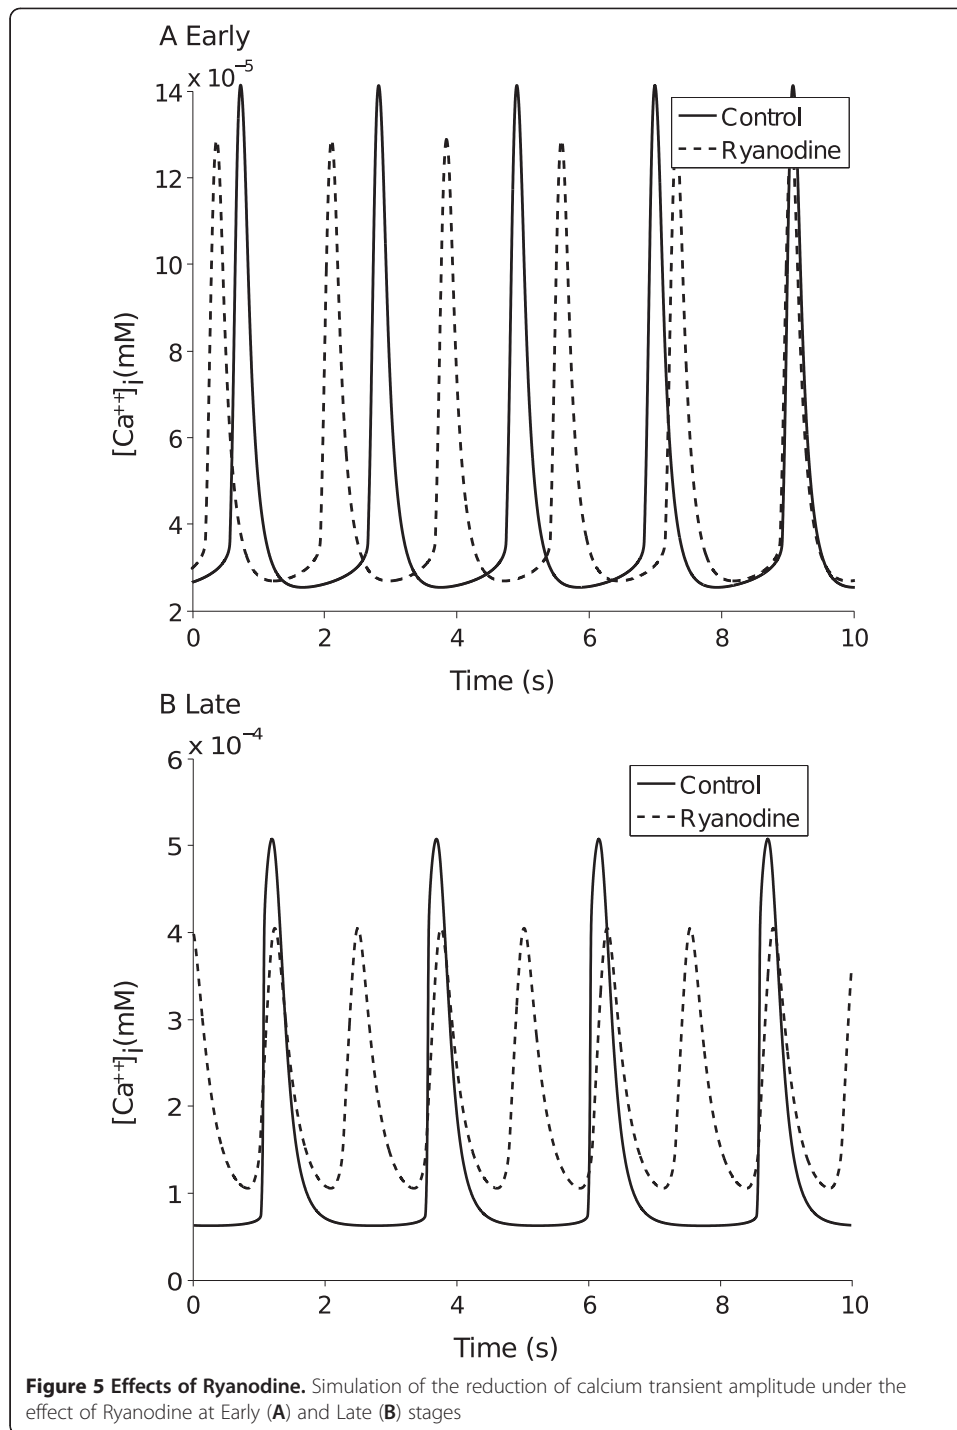 A Early
x 10⁻⁵
14
12
10
8
6
4
2
[Ca⁺⁺]i(mM)
Control
Ryanodine
0 2 4 6 8 10
Time (s)
B Late
x 10⁻⁴
6
5
4
3
2
1
0
[Ca⁺⁺]i(mM)
Control
Ryanodine
0 2 4 6 8 10
Time (s)
Figure 5 Effects of Ryanodine. Simulation of the reduction of calcium transient amplitude under the
effect of Ryanodine at Early (A) and Late (B) stages